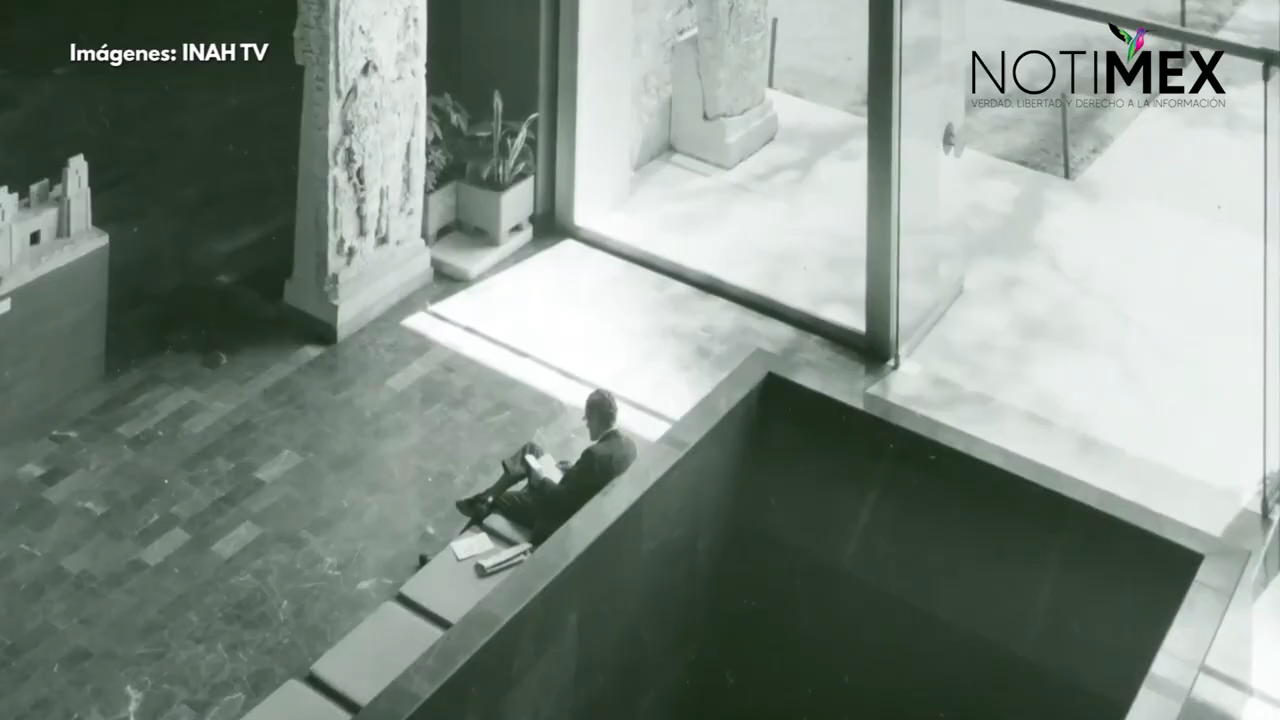 Imágenes: INAH TV
NOTIMEX
VERDAD, LIBERTAD Y DERECHO A LA INFORMACIÓN